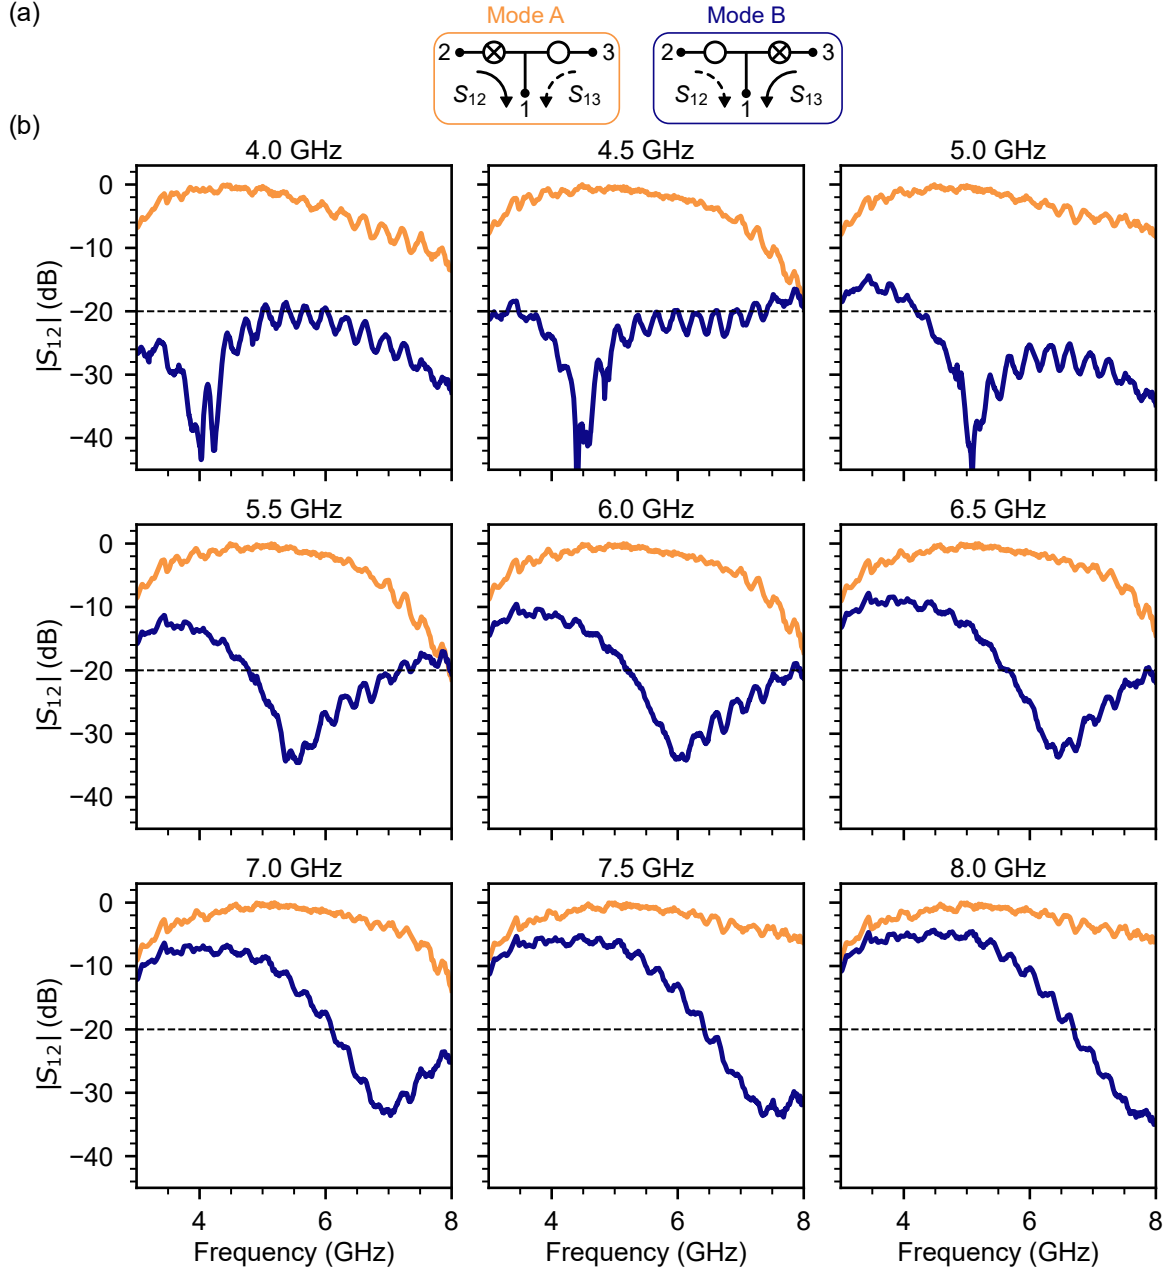 (a)
Mode A Mode B
2 3 2 3
S12 S13 S12 S13
1 1
(b)
4.0 GHz 4.5 GHz 5.0 GHz
0
−10
−20
−30
−40
|S12| (dB)
5.5 GHz 6.0 GHz 6.5 GHz
0
−10
−20
−30
−40
|S12| (dB)
7.0 GHz 7.5 GHz 8.0 GHz
0
−10
−20
−30
−40
|S12| (dB)
4 6 8 4 6 8 4 6 8
Frequency (GHz) Frequency (GHz) Frequency (GHz)